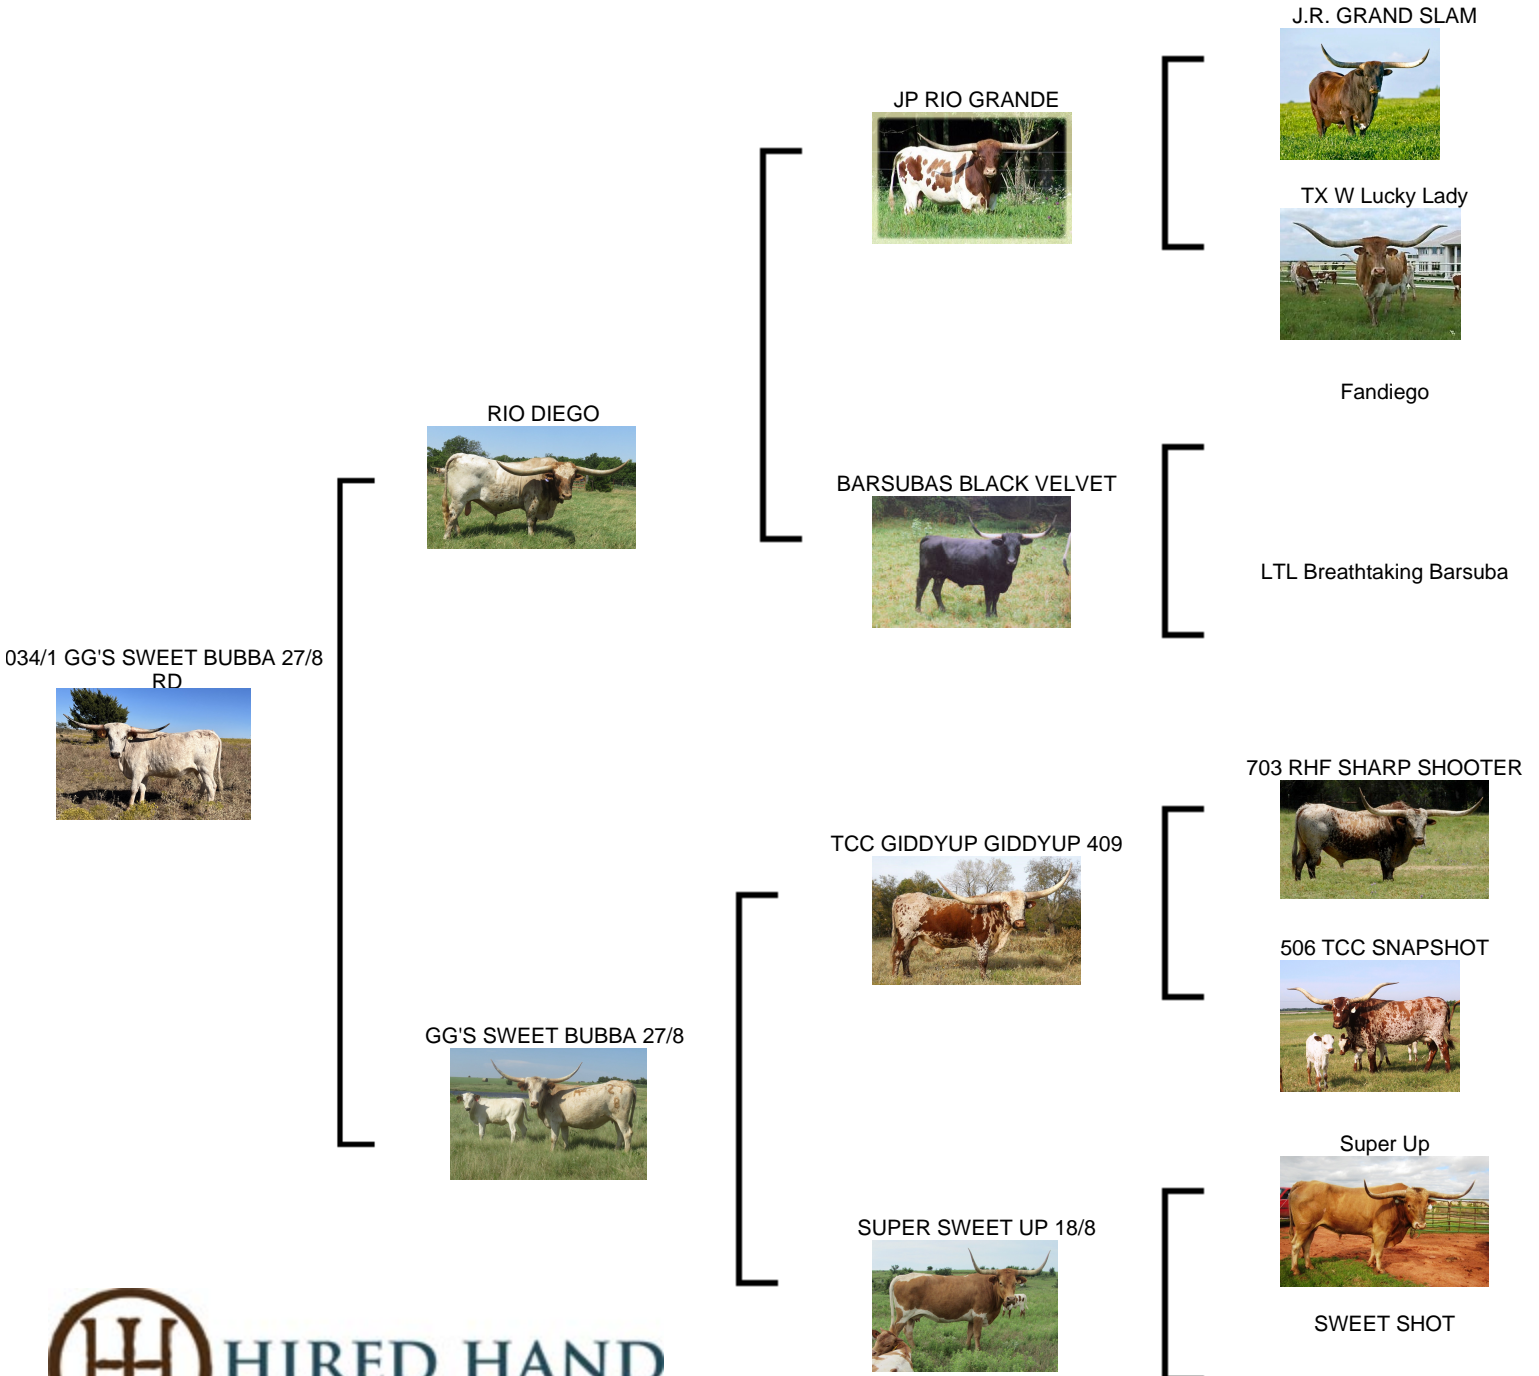 J.R. GRAND SLAM
JP RIO GRANDE
TX W Lucky Lady
Fandiego
RIO DIEGO
BARSUBAS BLACK VELVET
LTL Breathtaking Barsuba
034/1 GG'S SWEET BUBBA 27/8
RD
703 RHF SHARP SHOOTER
TCC GIDDYUP GIDDYUP 409
506 TCC SNAPSHOT
GG'S SWEET BUBBA 27/8
Super Up
SUPER SWEET UP 18/8
SWEET SHOT
HIRED HAND